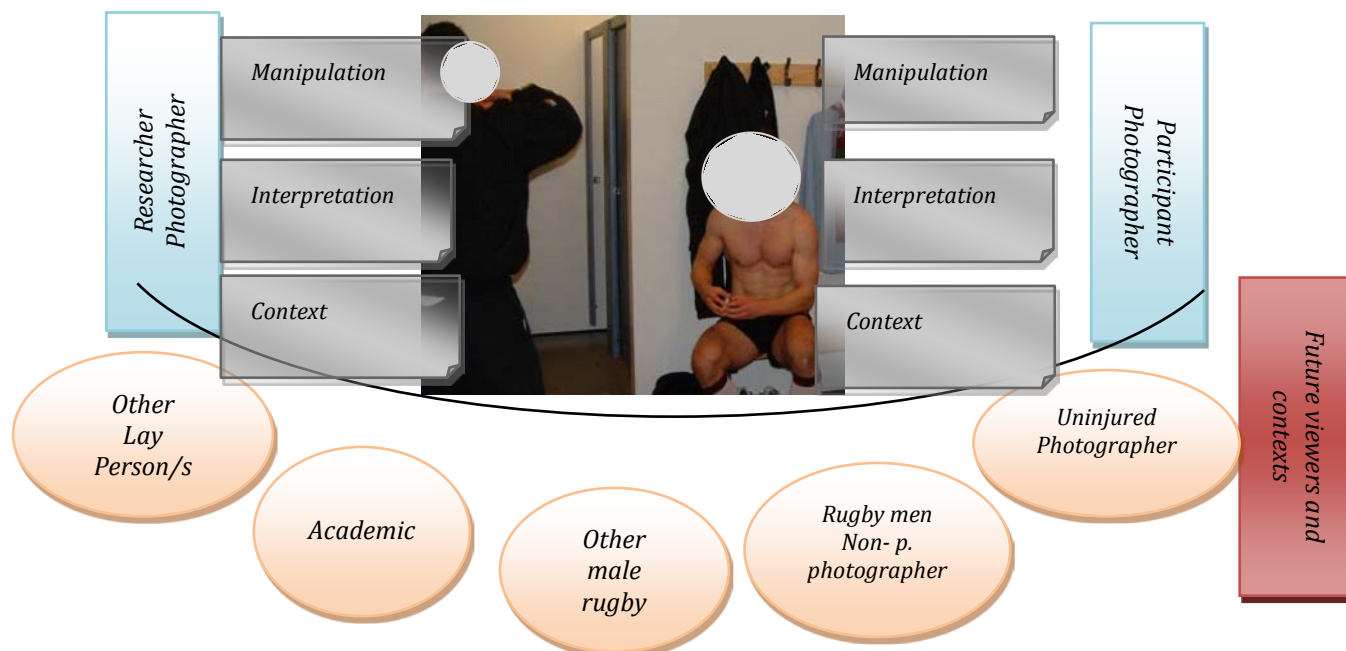 Researcher
Photographer
Manipulation
Interpretation
Context
Manipulation
Interpretation
Context
Participant
Photographer
Future viewers and
contexts
Other
Lay
Person/s
Academic
Other
male
rugby
Rugby men
Non- p.
photographer
Uninjured
Photographer